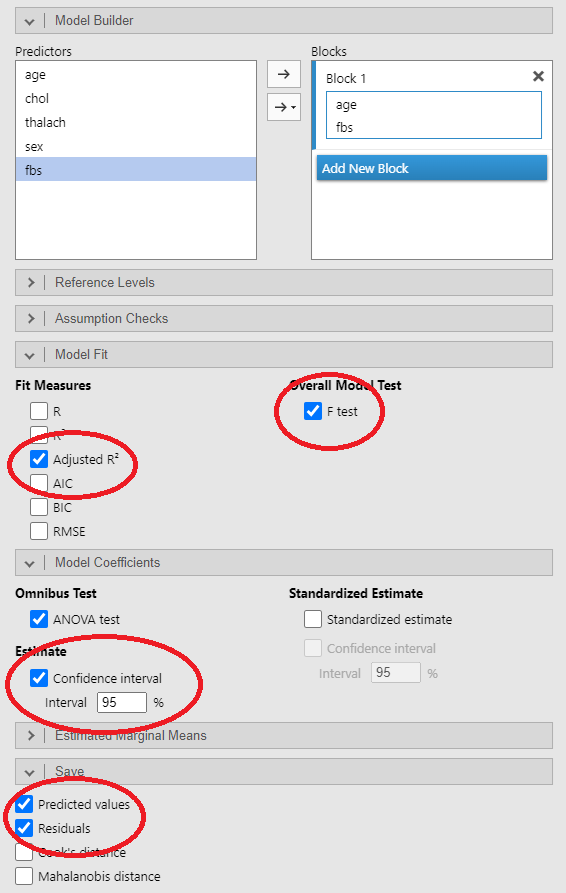 Model Builder
Predictors
Blocks
age
chol
thalach
sex
fbs
Block 1
age
fbs
Add New Block
Reference Levels
Assumption Checks
Model Fit
Fit Measures
Overall Model Test
R
F test
R²
Adjusted R²
AIC
BIC
RMSE
Model Coefficients
Omnibus Test
Standardized Estimate
ANOVA test
Standardized estimate
Estimate
Confidence interval
Confidence interval
Interval 95 %
Interval 95 %
Estimated Marginal Means
Save
Predicted values
Residuals
Cook's distance
Mahalanobis distance